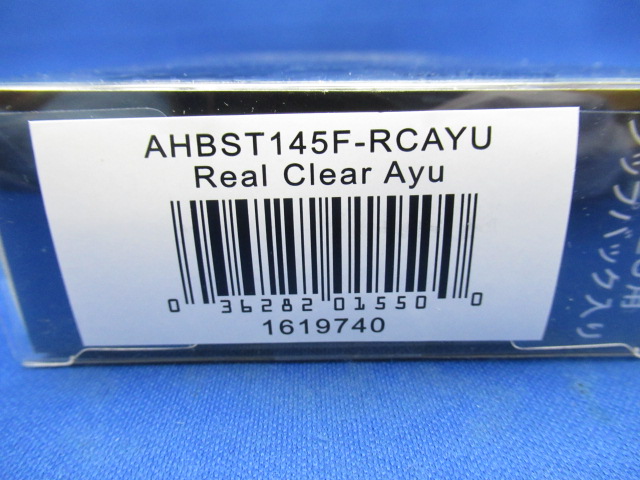 AHBST145F-RCAYU
Real Clear Ayu
0 36282 01550 0
1619740